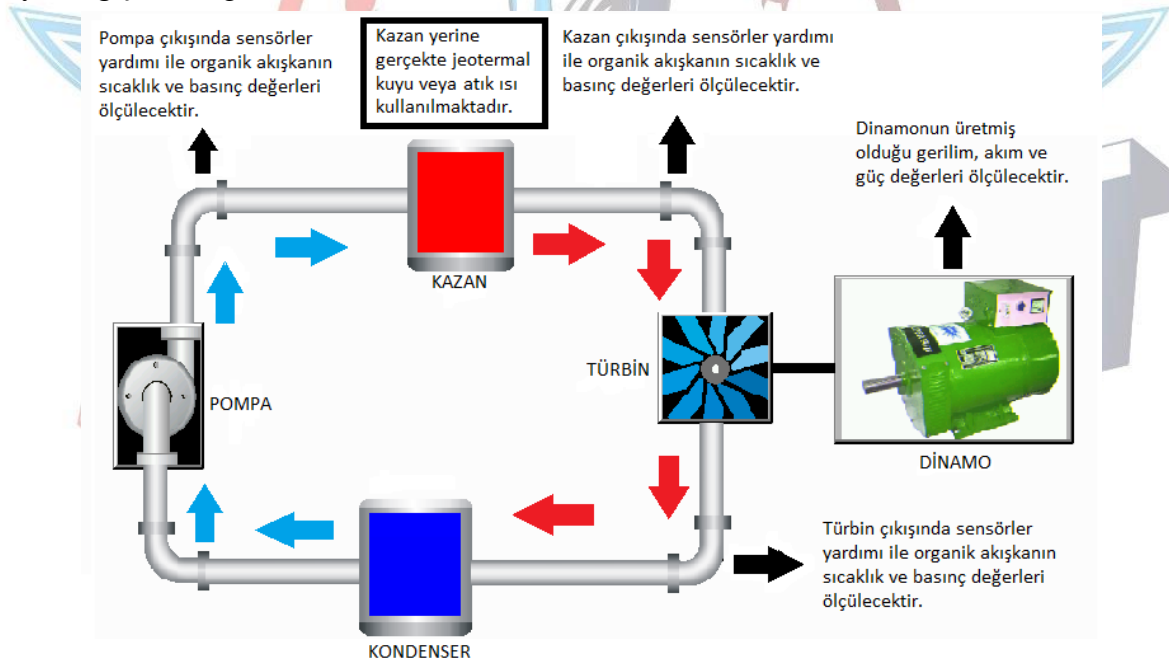 Pompa çıkışında sensörler
yardımı ile organik akışkanın
sıcaklık ve basınç değerleri
ölçülecektir.
Kazan yerine
gerçekte jeotermal
kuyu veya atık ısı
kullanılmaktadır.
Kazan çıkışında sensörler yardımı
ile organik akışkanın sıcaklık ve
basınç değerleri ölçülecektir.
Dinamonun üretmiş
olduğu gerilim, akım ve
güç değerleri ölçülecektir.
KAZAN
TÜRBİN
POMPA
DİNAMO
Türbin çıkışında sensörler
yardımı ile organik akışkanın
sıcaklık ve basınç değerleri
ölçülecektir.
KONDENSER